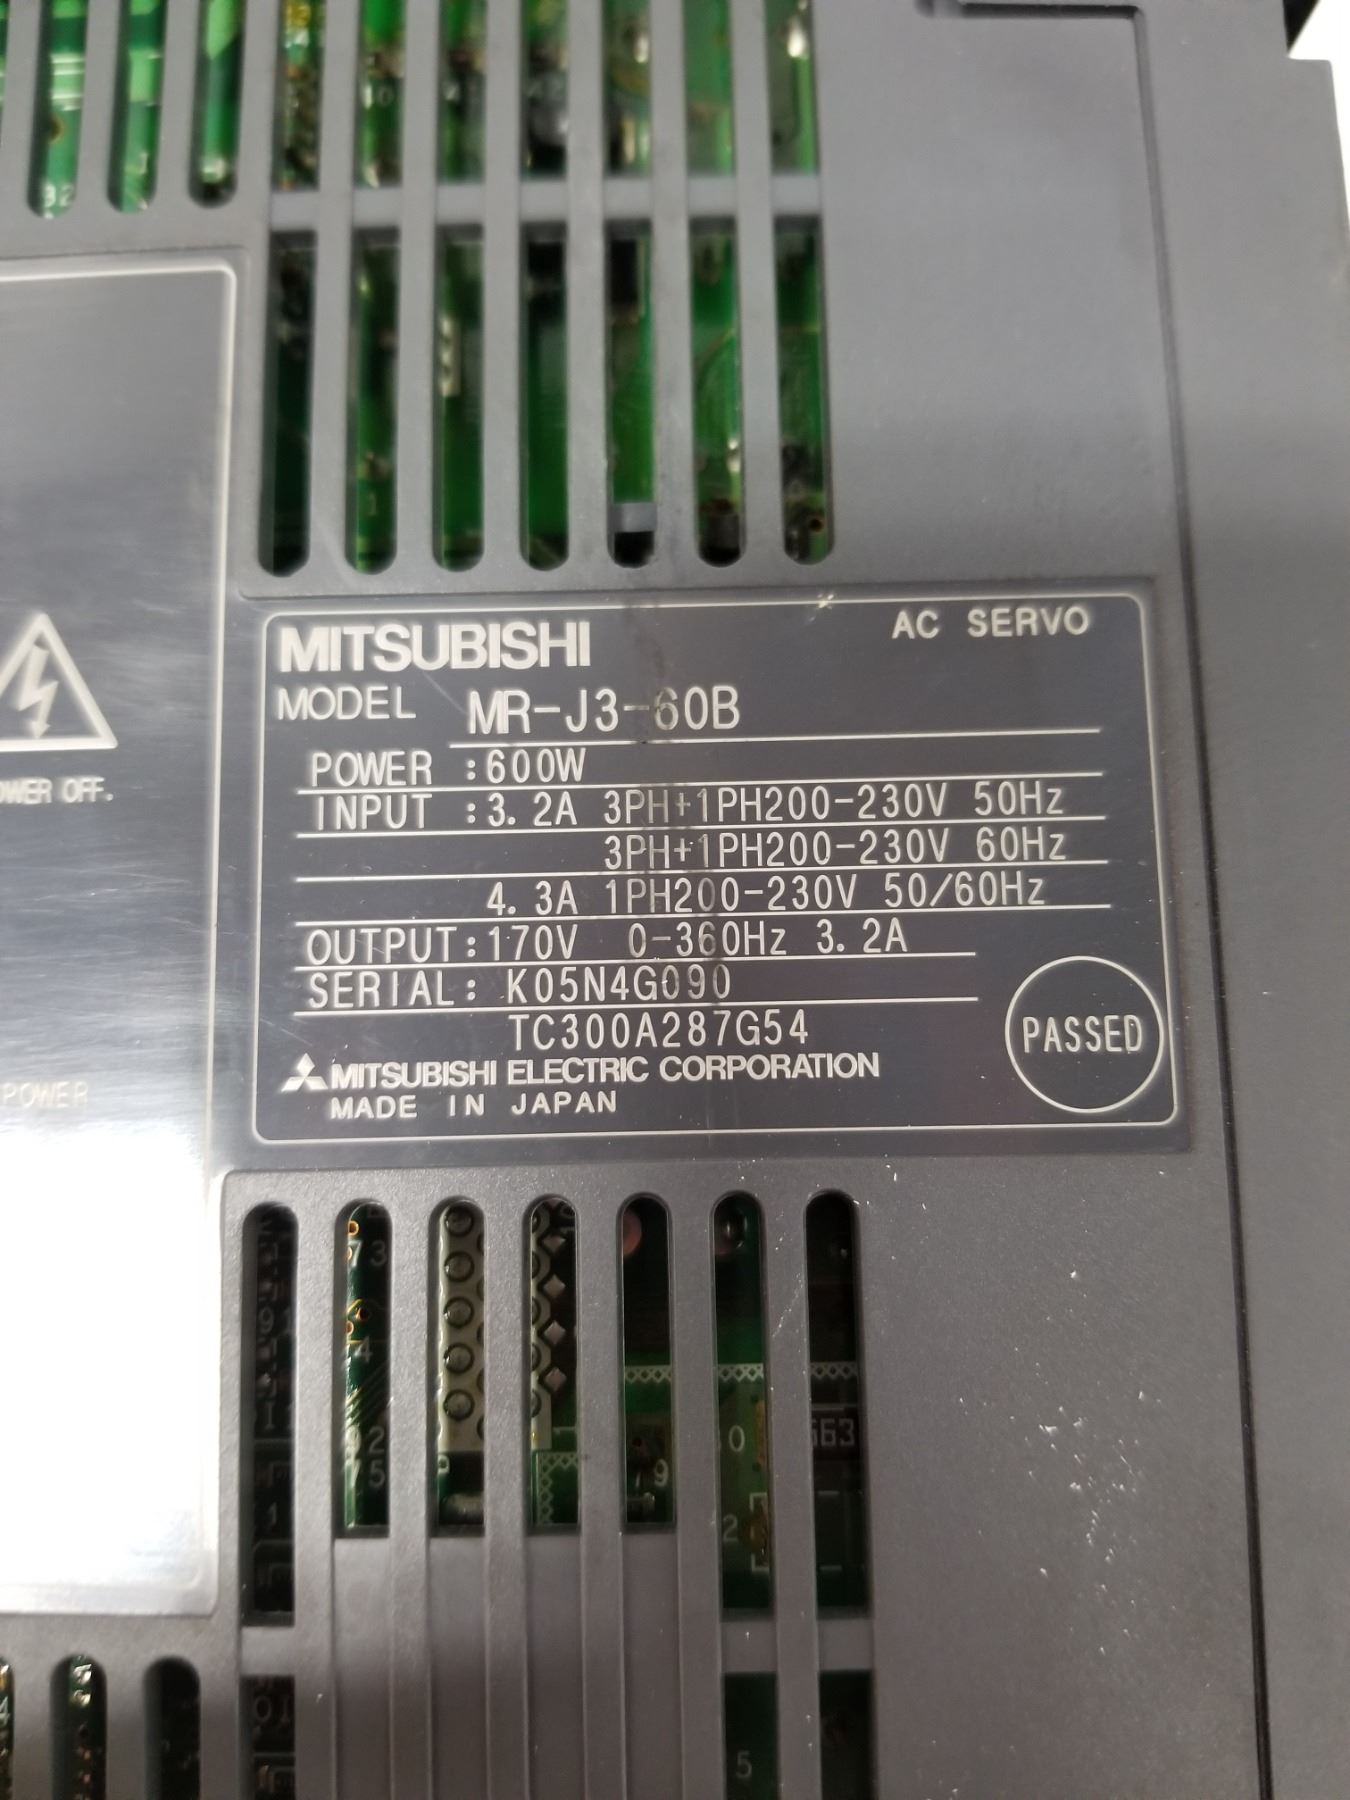 MITSUBISHI AC SERVO
MODEL MR-J3-60B
POWER :600W
INPUT :3.2A 3PH+1PH200-230V 50Hz
3PH+1PH200-230V 60Hz
4.3A 1PH200-230V 50/60Hz
OUTPUT:170V 0-360Hz 3.2A
SERIAL: K05N4G090
TC300A287G54
PASSED
MITSUBISHI ELECTRIC CORPORATION
MADE IN JAPAN
OFF.
POWER